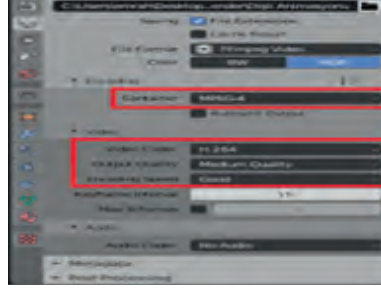 Saving File Extensions
Cache Result
File Format FFmpeg Video
Color BW RGB
Encoding
Container MPEG-4
Autosplit Output
Video
Video Codec H.264
Output Quality Medium Quality
Encoding Speed Good
Keyframe Interval
Max B-frames
Audio
Audio Codec No Audio
Metadata
Post Processing